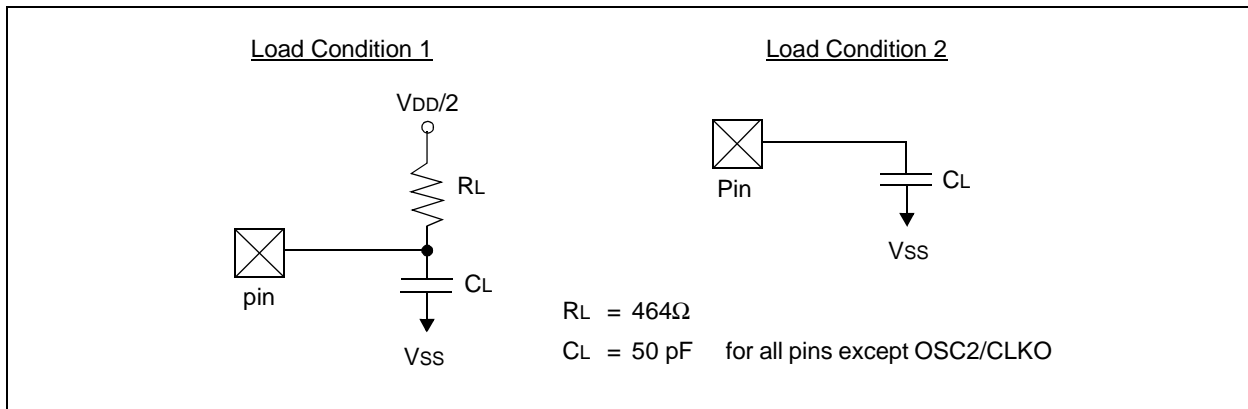 Load Condition 1
VDD/2
RL
pin
CL
VSS
Load Condition 2
Pin
CL
VSS
RL = 464Ω
CL = 50 pF for all pins except OSC2/CLKO